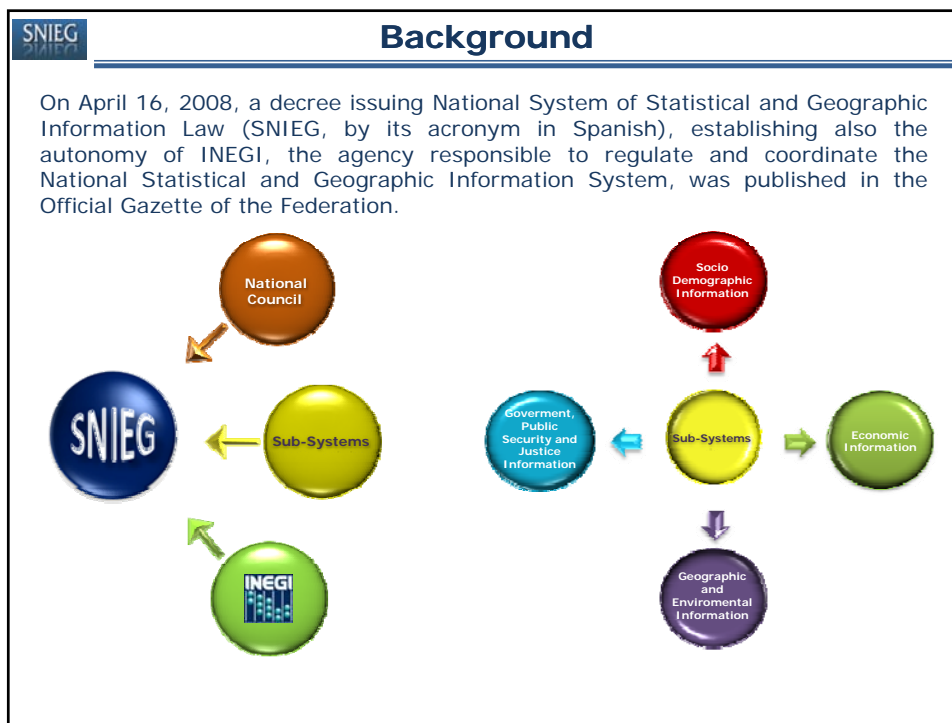 SNIEG
Background
On April 16, 2008, a decree issuing National System of Statistical and Geographic
Information Law (SNIEG, by its acronym in Spanish), establishing also the
autonomy of INEGI, the agency responsible to regulate and coordinate the
National Statistical and Geographic Information System, was published in the
Official Gazette of the Federation.
National
Council
SNIEG
Sub-Systems
INEGI
Socio
Demographic
Information
Goverment,
Public
Security and
Justice
Information
Sub-Systems
Economic
Information
Geographic
and
Enviromental
Information